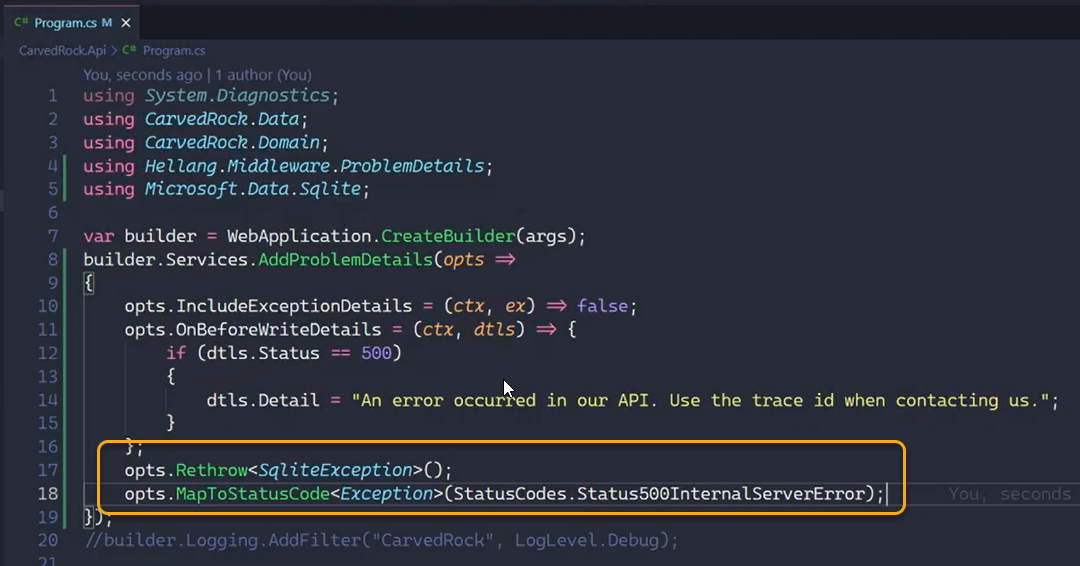 C# Program.cs M ×
CarvedRock.Api > C# Program.cs
You, seconds ago | 1 author (You)
1 using System.Diagnostics;
2 using CarvedRock.Data;
3 using CarvedRock.Domain;
4 using Hellang.Middleware.ProblemDetails;
5 using Microsoft.Data.Sqlite;
6
7 var builder = WebApplication.CreateBuilder(args);
8 builder.Services.AddProblemDetails(opts =>
9 {
10 opts.IncludeExceptionDetails = (ctx, ex) => false;
11 opts.OnBeforeWriteDetails = (ctx, dtls) => {
12 if (dtls.Status == 500)
13 {
14 dtls.Detail = "An error occurred in our API. Use the trace id when contacting us.";
15 }
16 };
17 opts.Rethrow<SqliteException>();
18 opts.MapToStatusCode<Exception>(StatusCodes.Status500InternalServerError); You, seconds
19 });
20 //builder.Logging.AddFilter("CarvedRock", LogLevel.Debug);
21